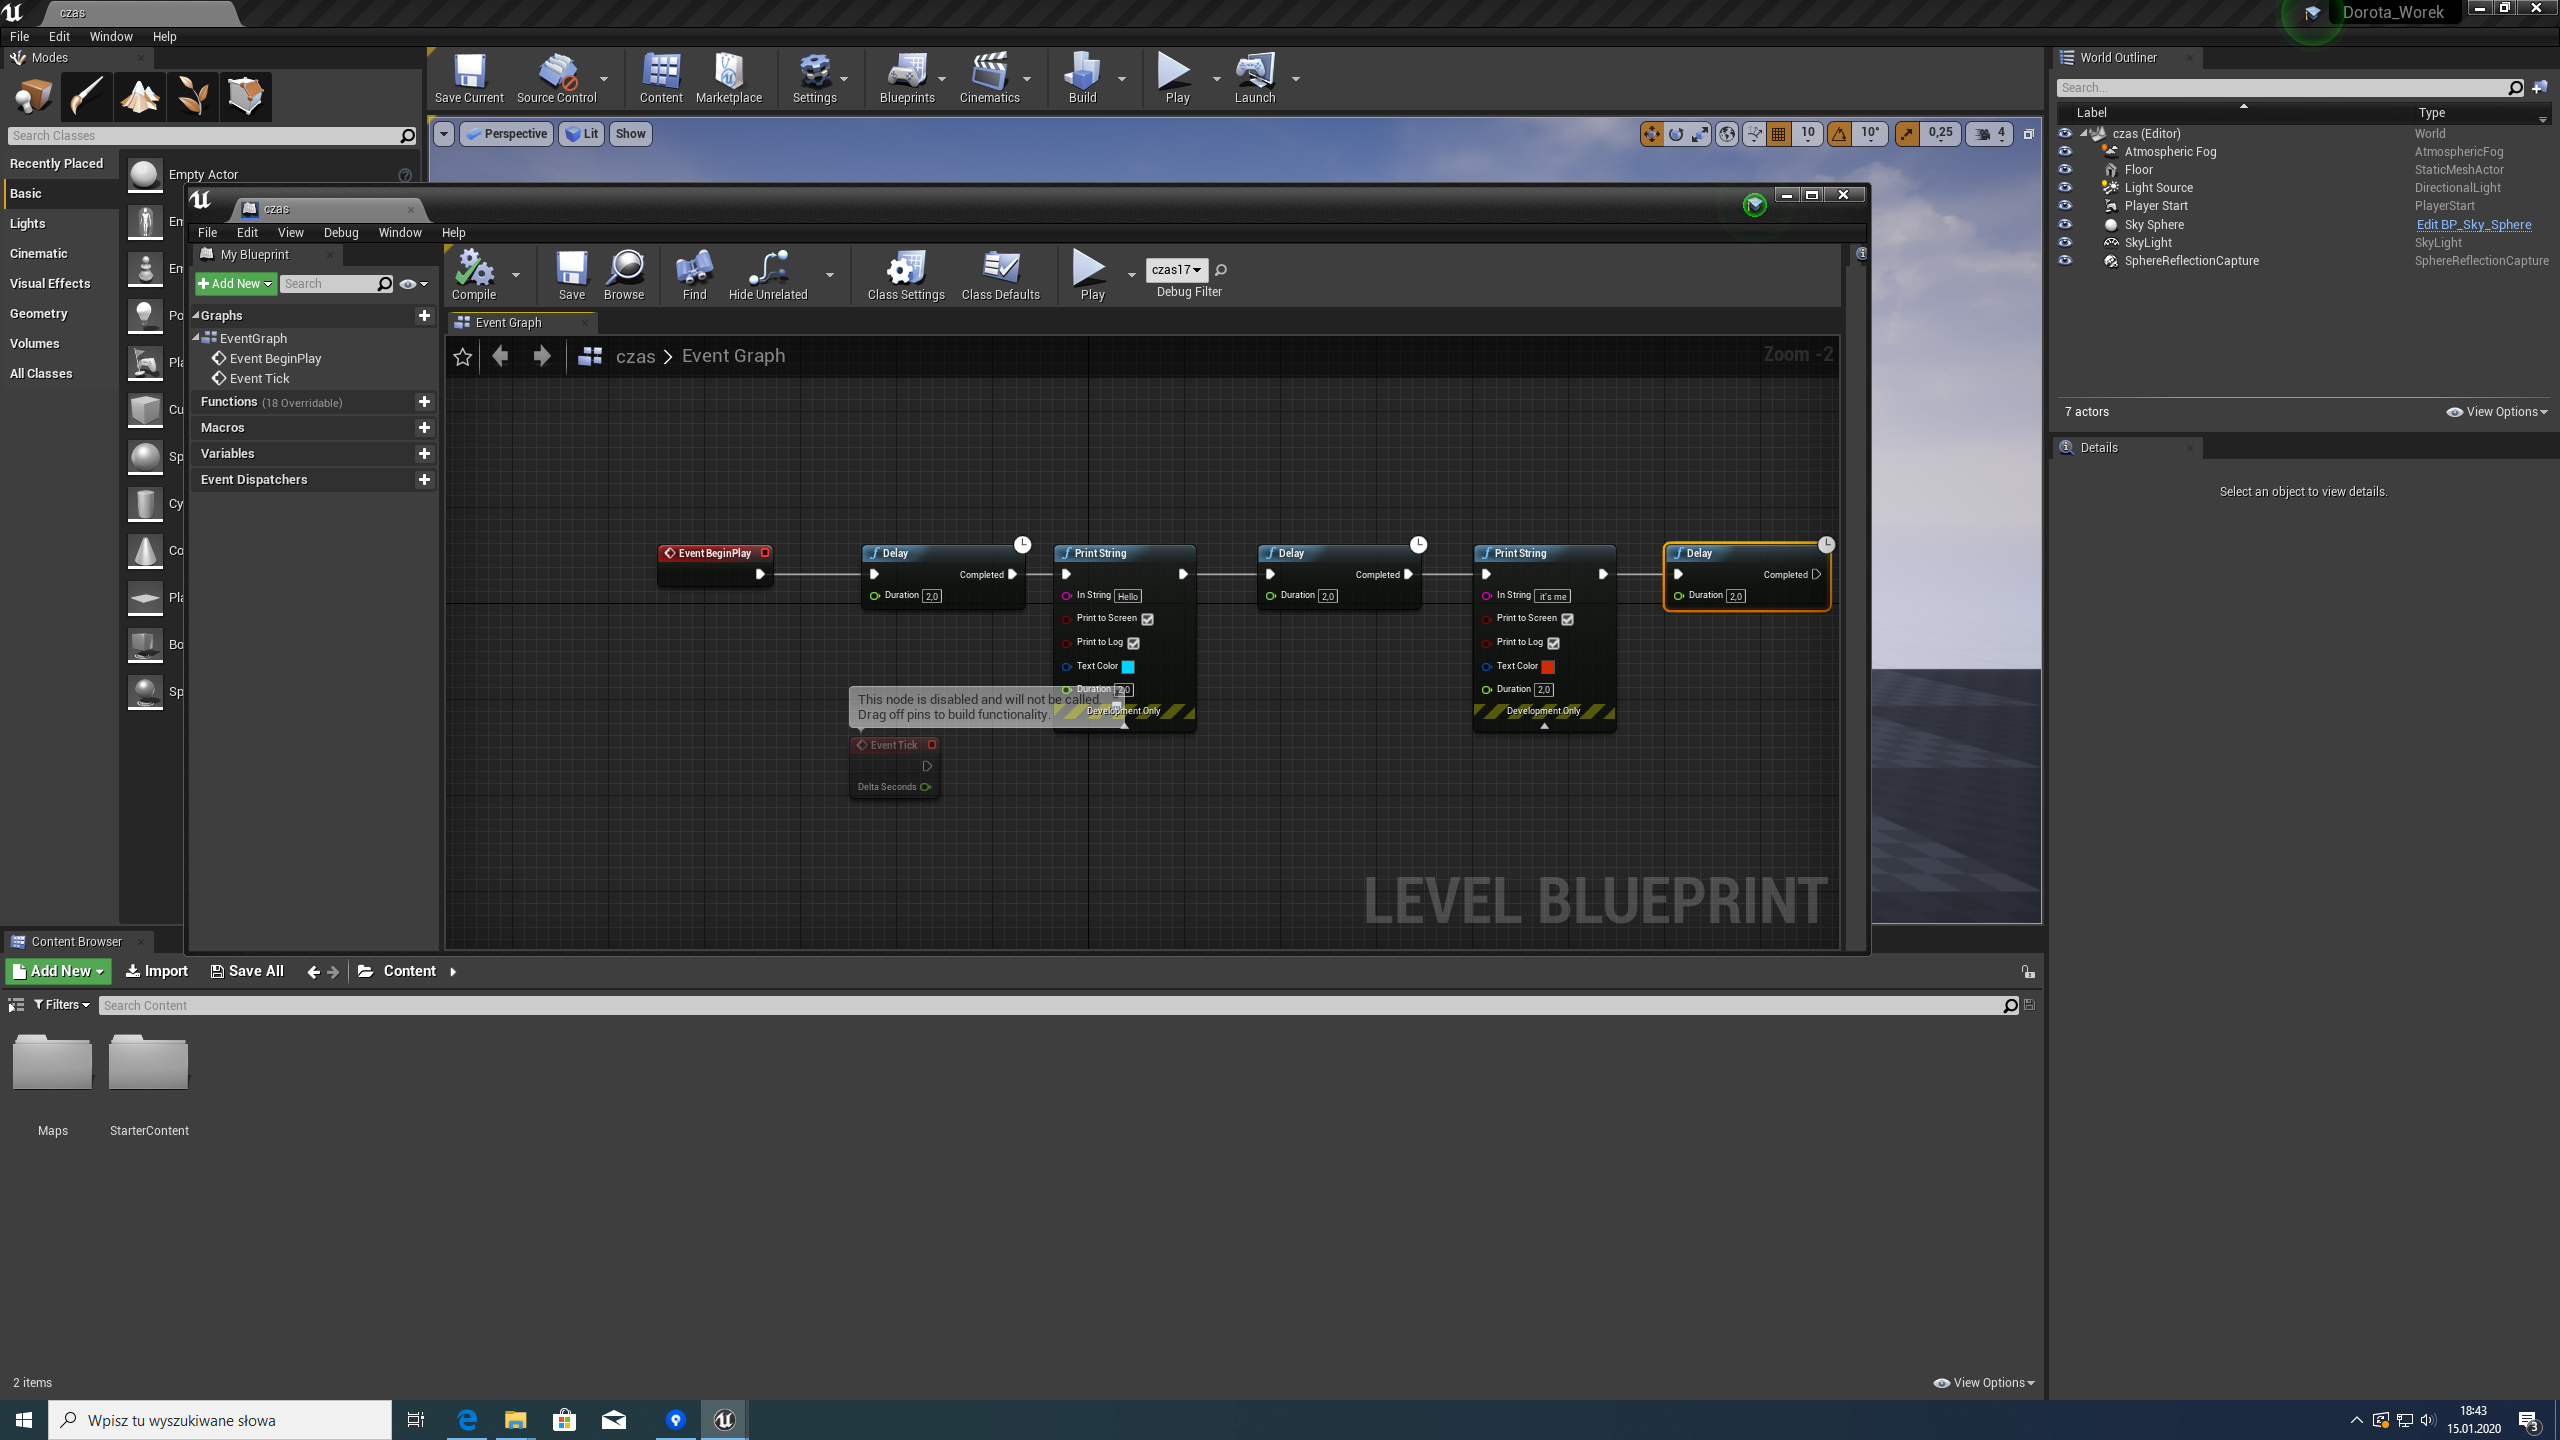 czas
Dorota_Worek
File Edit Window Help
Modes
Search Classes
Recently Placed
Basic
Lights
Cinematic
Visual Effects
Geometry
Volumes
All Classes
Empty Actor
Em
Em
Po
Pla
Cu
Sp
Cy
Co
Pla
Bo
Sp
Save Current Source Control Content Marketplace Settings Blueprints Cinematics Build Play Launch
Perspective Lit Show
10 10° 0,25 4
World Outliner
Search...
Label Type
czas (Editor) World
Atmospheric Fog AtmosphericFog
Floor StaticMeshActor
Light Source DirectionalLight
Player Start PlayerStart
Sky Sphere Edit BP_Sky_Sphere
SkyLight SkyLight
SphereReflectionCapture SphereReflectionCapture
7 actors View Options
Details
Select an object to view details.
czas
File Edit View Debug Window Help
My Blueprint
Add New Search
Graphs
EventGraph
Event BeginPlay
Event Tick
Functions (18 Overridable)
Macros
Variables
Event Dispatchers
Compile Save Browse Find Hide Unrelated Class Settings Class Defaults Play
czas17
Debug Filter
Event Graph
czas > Event Graph
Zoom -2
Event BeginPlay
Delay
Completed
Duration 2,0
Print String
In String Hello
Print to Screen
Print to Log
Text Color
Duration 2,0
Development Only
Delay
Completed
Duration 2,0
Print String
In String it's me
Print to Screen
Print to Log
Text Color
Duration 2,0
Development Only
Delay
Completed
Duration 2,0
This node is disabled and will not be called.
Drag off pins to build functionality.
Event Tick
Delta Seconds
LEVEL BLUEPRINT
Content Browser
Add New Import Save All Content
Filters Search Content
Maps StarterContent
2 items View Options
Wpisz tu wyszukiwane słowa
18:43
15.01.2020
3